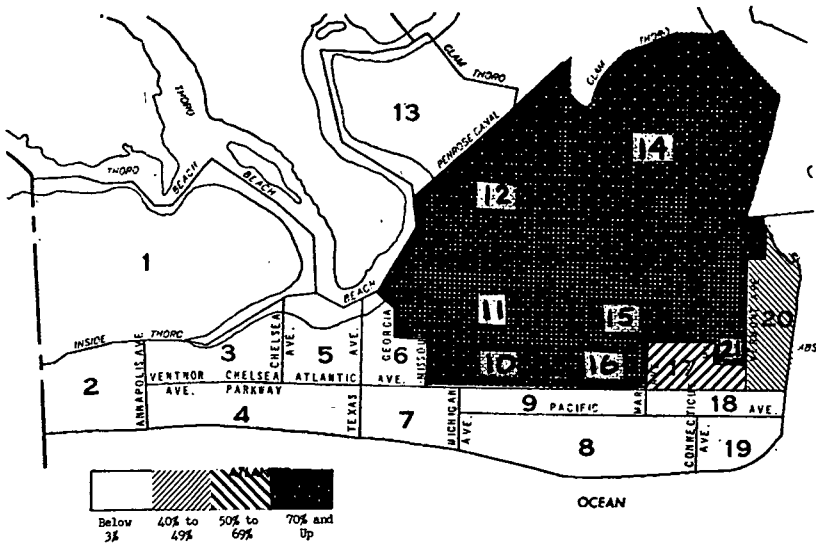 THORO
CLAM
THORO
CLAM
THORO
13
PENROSE CANAL
14
THORO
BEACH
BEACH
12
1
BEACH
11
15
20
ABS
INSIDE THORO
3
CHELSEA AVE.
5
AVE.
GEORGIA
6
10
16
17
21
2
ANNAPOLIS AVE.
VENTNOR AVE.
CHELSEA PARKWAY
ATLANTIC AVE.
4
TEXAS
7
MICHIGAN AVE.
9
PACIFIC
18
AVE.
8
AVE.
19
OCEAN
Below 3%
40% to 49%
50% to 69%
70% and Up